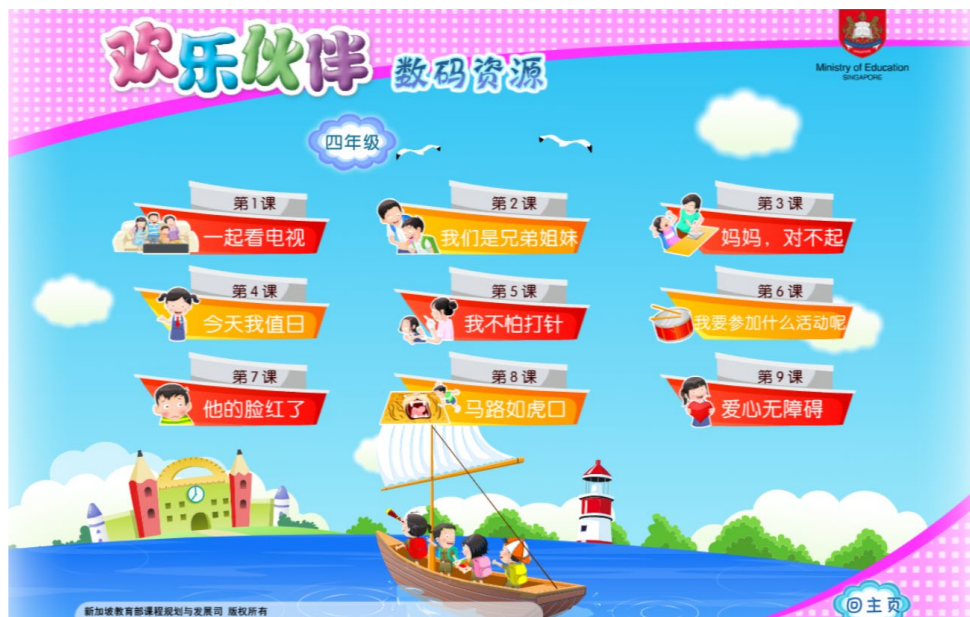 欢乐伙伴 数码资源
Ministry of Education
SINGAPORE
四年级
第1课
一起看电视
第2课
我们是兄弟姐妹
第3课
妈妈，对不起
第4课
今天我值日
第5课
我不怕打针
第6课
我要参加什么活动呢
第7课
他的脸红了
第8课
马路如虎口
第9课
爱心无障碍
新加坡教育部课程规划与发展司 版权所有
回主页